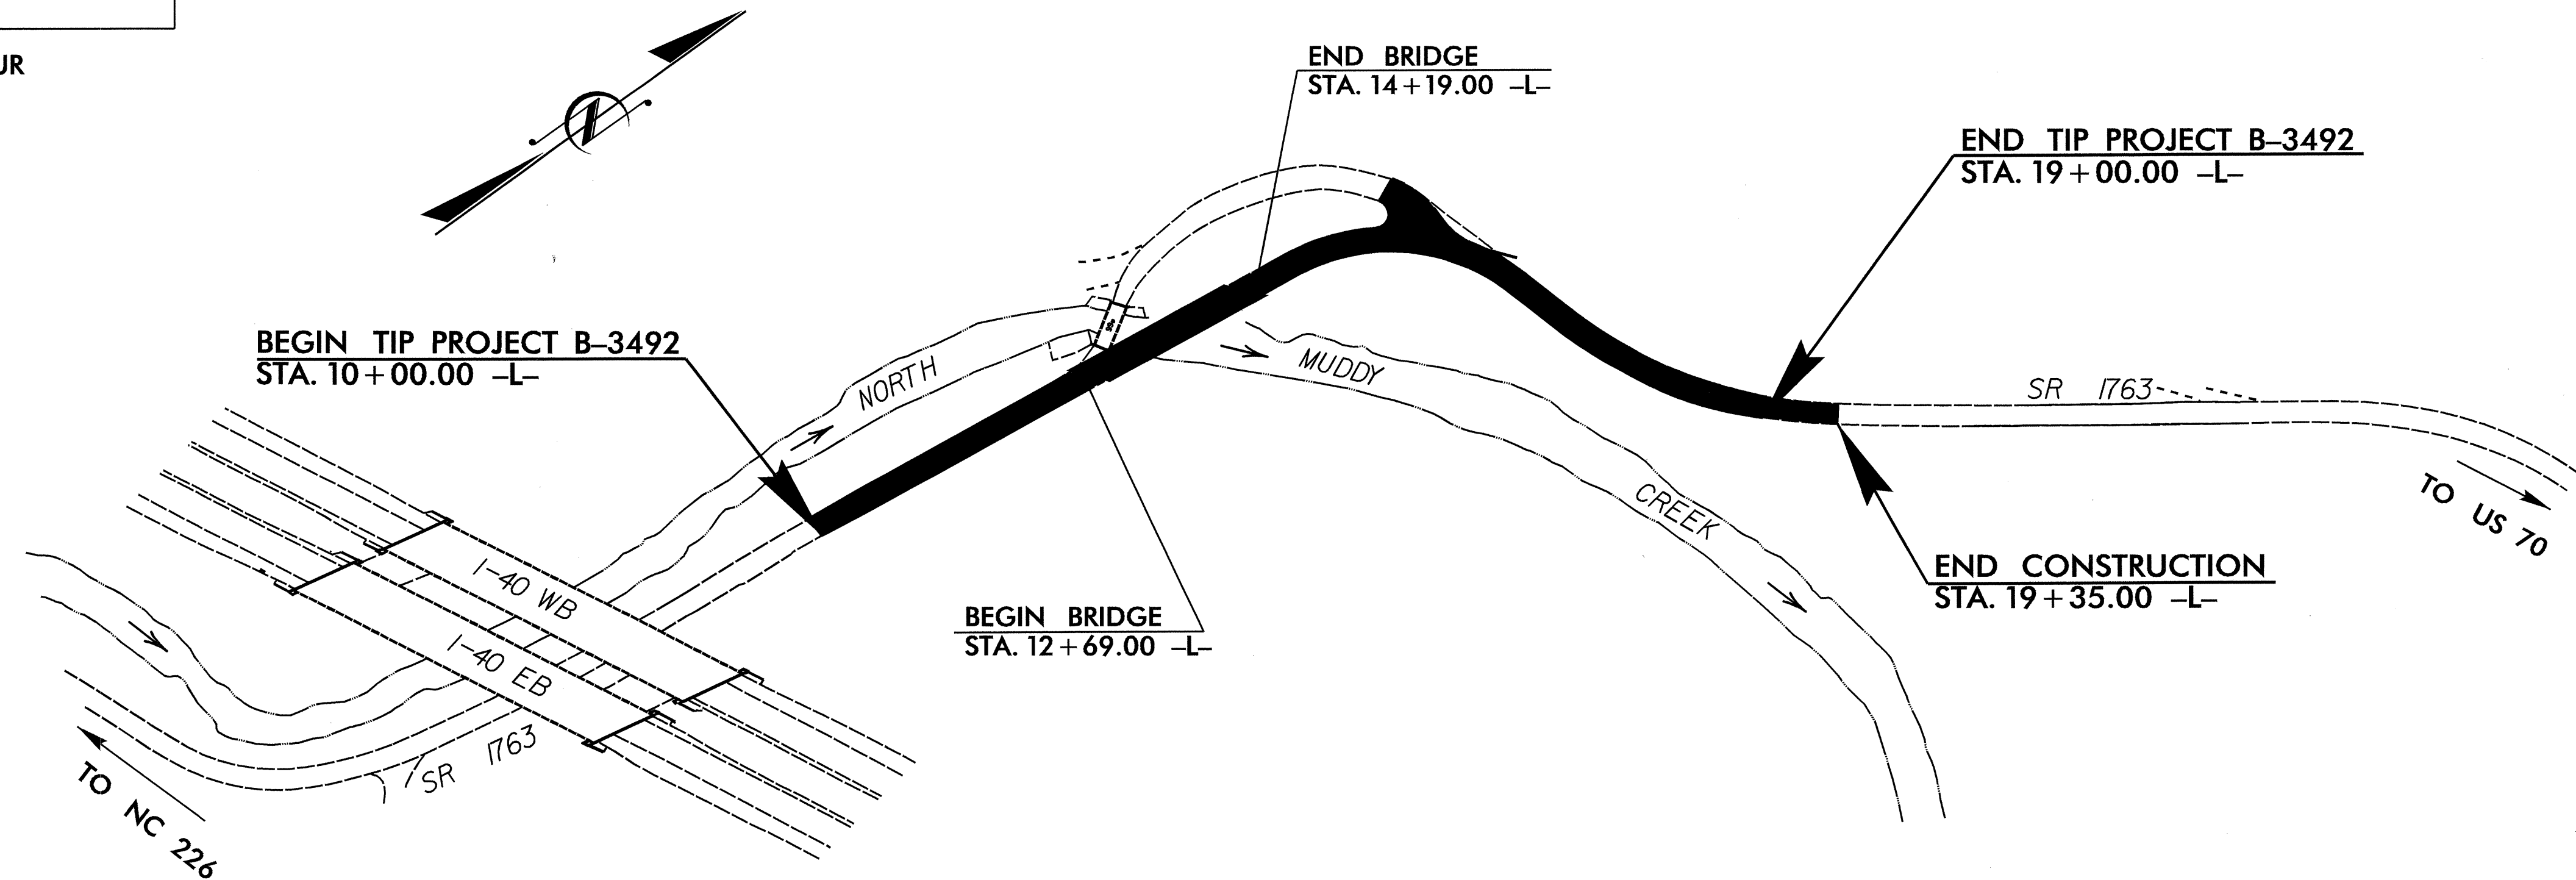 UR
END BRIDGE
STA. 14+19.00 -L-
END TIP PROJECT B-3492
STA. 19+00.00 -L-
BEGIN TIP PROJECT B-3492
STA. 10+00.00 -L-
NORTH
MUDDY
CREEK
SR 1763
TO US 70
END CONSTRUCTION
STA. 19+35.00 -L-
BEGIN BRIDGE
STA. 12+69.00 -L-
I-40 WB
I-40 EB
SR 1763
TO NC 226